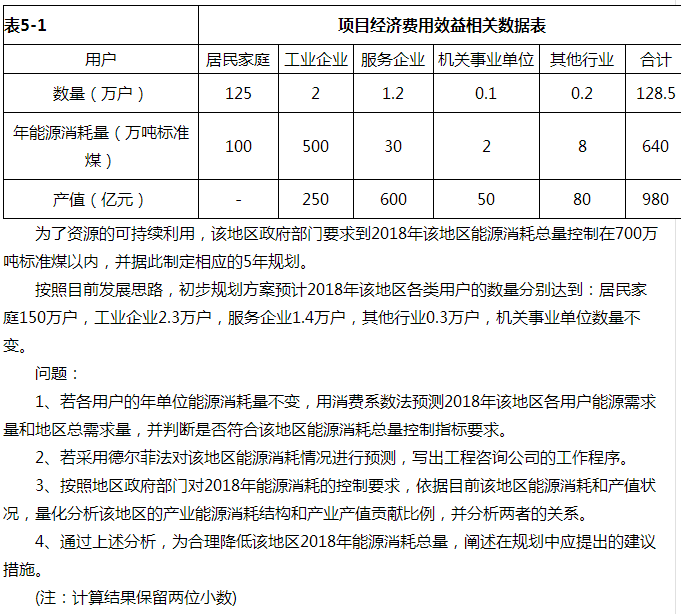 表5-1 项目经济费用效益相关数据表
用户 居民家庭 工业企业 服务企业 机关事业单位 其他行业 合计
数量（万户） 125 2 1.2 0.1 0.2 128.5
年能源消耗量（万吨标准
煤） 100 500 30 2 8 640
产值（亿元） - 250 600 50 80 980
为了资源的可持续利用，该地区政府部门要求到2018年该地区能源消耗总量控制在700万
吨标准煤以内，并据此制定相应的5年规划。
按照目前发展思路，初步规划方案预计2018年该地区各类用户的数量分别达到：居民家
庭150万户，工业企业2.3万户，服务企业1.4万户，其他行业0.3万户，机关事业单位数量不
变。
问题：
1、若各用户的年单位能源消耗量不变，用消费系数法预测2018年该地区各用户能源需求
量和地区总需求量，并判断是否符合该地区能源消耗总量控制指标要求。
2、若采用德尔菲法对该地区能源消耗情况进行预测，写出工程咨询公司的工作程序。
3、按照地区政府部门对2018年能源消耗的控制要求，依据目前该地区能源消耗和产值状
况，量化分析该地区的产业能源消耗结构和产业产值贡献比例，并分析两者的关系。
4、通过上述分析，为合理降低该地区2018年能源消耗总量，阐述在规划中应提出的建议
措施。
(注：计算结果保留两位小数)